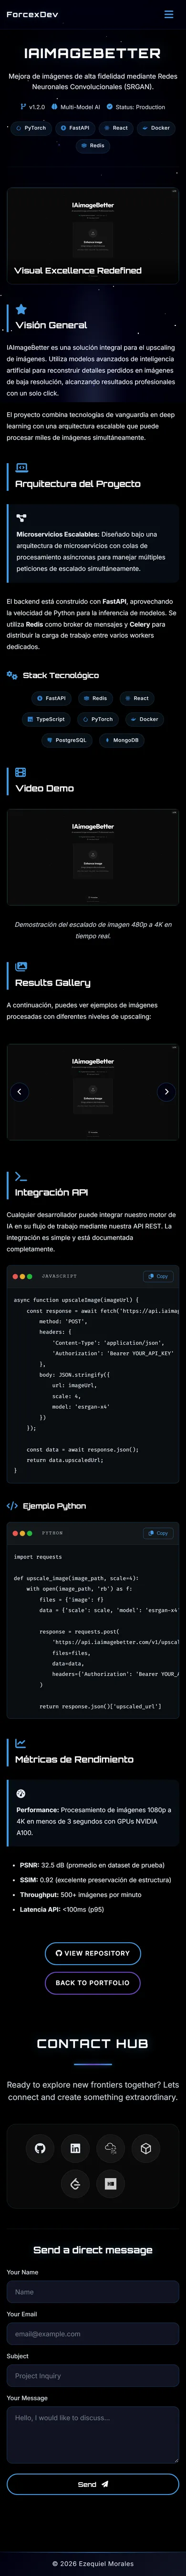 ForcexDev
IAIMAGEBETTER
Mejora de imágenes de alta fidelidad mediante Redes
Neuronales Convolucionales (SRGAN).
v1.2.0 Multi-Model AI Status: Production
PyTorch FastAPI React Docker
Redis
IAimageBetter
Visual Excellence Redefined
Visión General
IAImageBetter es una solución integral para el upscaling
de imágenes. Utiliza modelos avanzados de inteligencia
artificial para reconstruir detalles perdidos en imágenes
de baja resolución, alcanzando resultados profesionales
con un solo click.
El proyecto combina tecnologías de vanguardia en deep
learning con una arquitectura escalable que puede
procesar miles de imágenes simultáneamente.
Arquitectura del Proyecto
Microservicios Escalables: Diseñado bajo una
arquitectura de microservicios con colas de
procesamiento asíncronas para manejar múltiples
peticiones de escalado simultáneamente.
El backend está construido con FastAPI, aprovechando
la velocidad de Python para la inferencia de modelos. Se
utiliza Redis como broker de mensajes y Celery para
distribuir la carga de trabajo entre varios workers
dedicados.
Stack Tecnológico
FastAPI Redis React
TypeScript PyTorch Docker
PostgreSQL MongoDB
Video Demo
IAimageBetter
Demostración del escalado de imagen 480p a 4K en
tiempo real.
Results Gallery
A continuación, puedes ver ejemplos de imágenes
procesadas con diferentes niveles de upscaling:
IAimageBetter
Integración API
Cualquier desarrollador puede integrar nuestro motor de
IA en su flujo de trabajo mediante nuestra API REST. La
integración es simple y está documentada
completamente.
JAVASCRIPT Copy
async function upscaleImage(imageUrl) {
const response = await fetch('https://api.iaimag
method: 'POST',
headers: {
'Content-Type': 'application/json',
'Authorization': 'Bearer YOUR_API_KEY'
},
body: JSON.stringify({
url: imageUrl,
scale: 4,
model: 'esrgan-x4'
})
});
const data = await response.json();
return data.upscaledUrl;
}
Ejemplo Python
PYTHON Copy
import requests
def upscale_image(image_path, scale=4):
with open(image_path, 'rb') as f:
files = {'image': f}
data = {'scale': scale, 'model': 'esrgan-x4'
response = requests.post(
'https://api.iaimagebetter.com/v1/upscal
files=files,
data=data,
headers={'Authorization': 'Bearer YOUR_A
)
return response.json()['upscaled_url']
Métricas de Rendimiento
Performance: Procesamiento de imágenes 1080p a
4K en menos de 3 segundos con GPUs NVIDIA
A100.
• PSNR: 32.5 dB (promedio en dataset de prueba)
• SSIM: 0.92 (excelente preservación de estructura)
• Throughput: 500+ imágenes por minuto
• Latencia API: <100ms (p95)
VIEW REPOSITORY
BACK TO PORTFOLIO
CONTACT HUB
Ready to explore new frontiers together? Lets
connect and create something extraordinary.
Send a direct message
Your Name
Name
Your Email
email@example.com
Subject
Project Inquiry
Your Message
Hello, I would like to discuss...
Send
© 2026 Ezequiel Morales